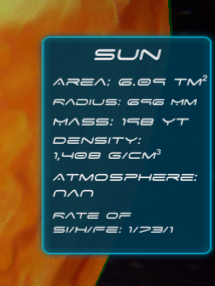 SUN
AREA: 6.09 TM²
RADIUS: 696 MM
MASS: 198 YT
DENSITY:
1,408 G/CM³
ATMOSPHERE:
NAN
RATE OF
SI/H/FE: 1/73/1